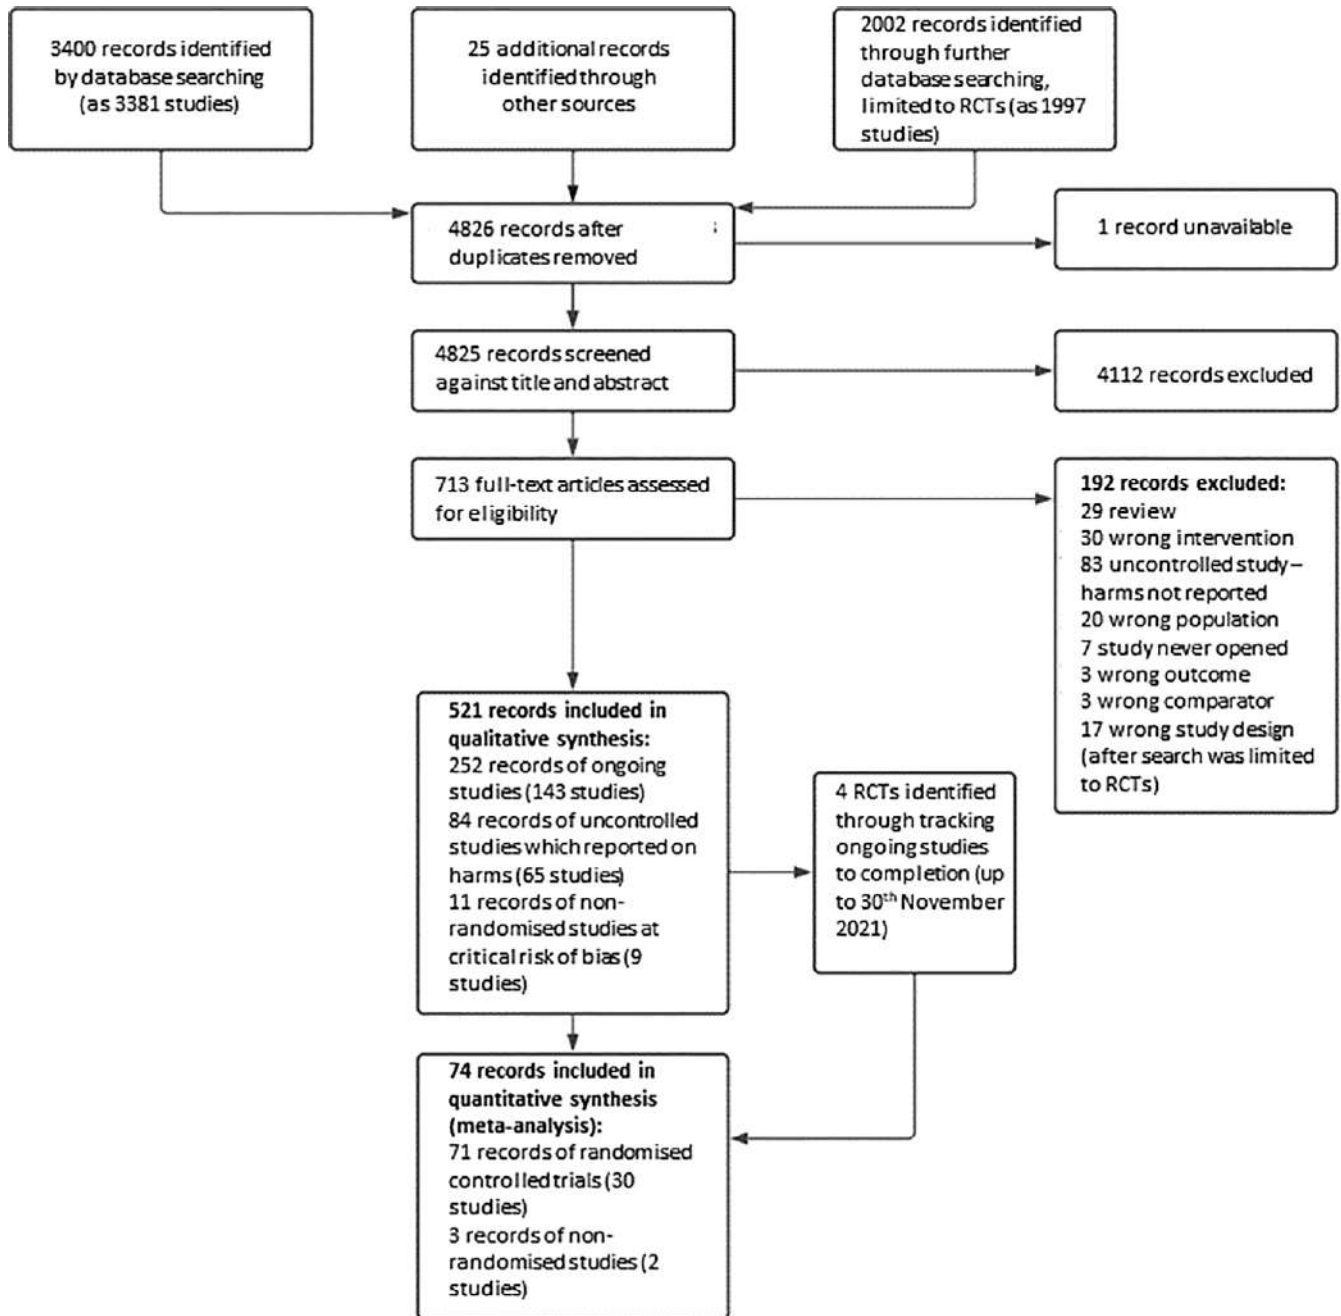 3400 records identified
by database searching
(as 3381 studies)
25 additional records
identified through
other sources
2002 records identified
through further
database searching,
limited to RCTs (as 1997
studies)
4826 records after
duplicates removed
1 record unavailable
4825 records screened
against title and abstract
4112 records excluded
713 full-text articles assessed
for eligibility
192 records excluded:
29 review
30 wrong intervention
83 uncontrolled study–
harms not reported
20 wrong population
7 study never opened
3 wrong outcome
3 wrong comparator
17 wrong study design
(after search was limited
to RCTs)
521 records included in
qualitative synthesis:
252 records of ongoing
studies (143 studies)
84 records of uncontrolled
studies which reported on
harms (65 studies)
11 records of non-
randomised studies at
critical risk of bias (9
studies)
4 RCTs identified
through tracking
ongoing studies
to completion (up
to 30th November
2021)
74 records included in
quantitative synthesis
(meta-analysis):
71 records of randomised
controlled trials (30
studies)
3 records of non-
randomised studies (2
studies)